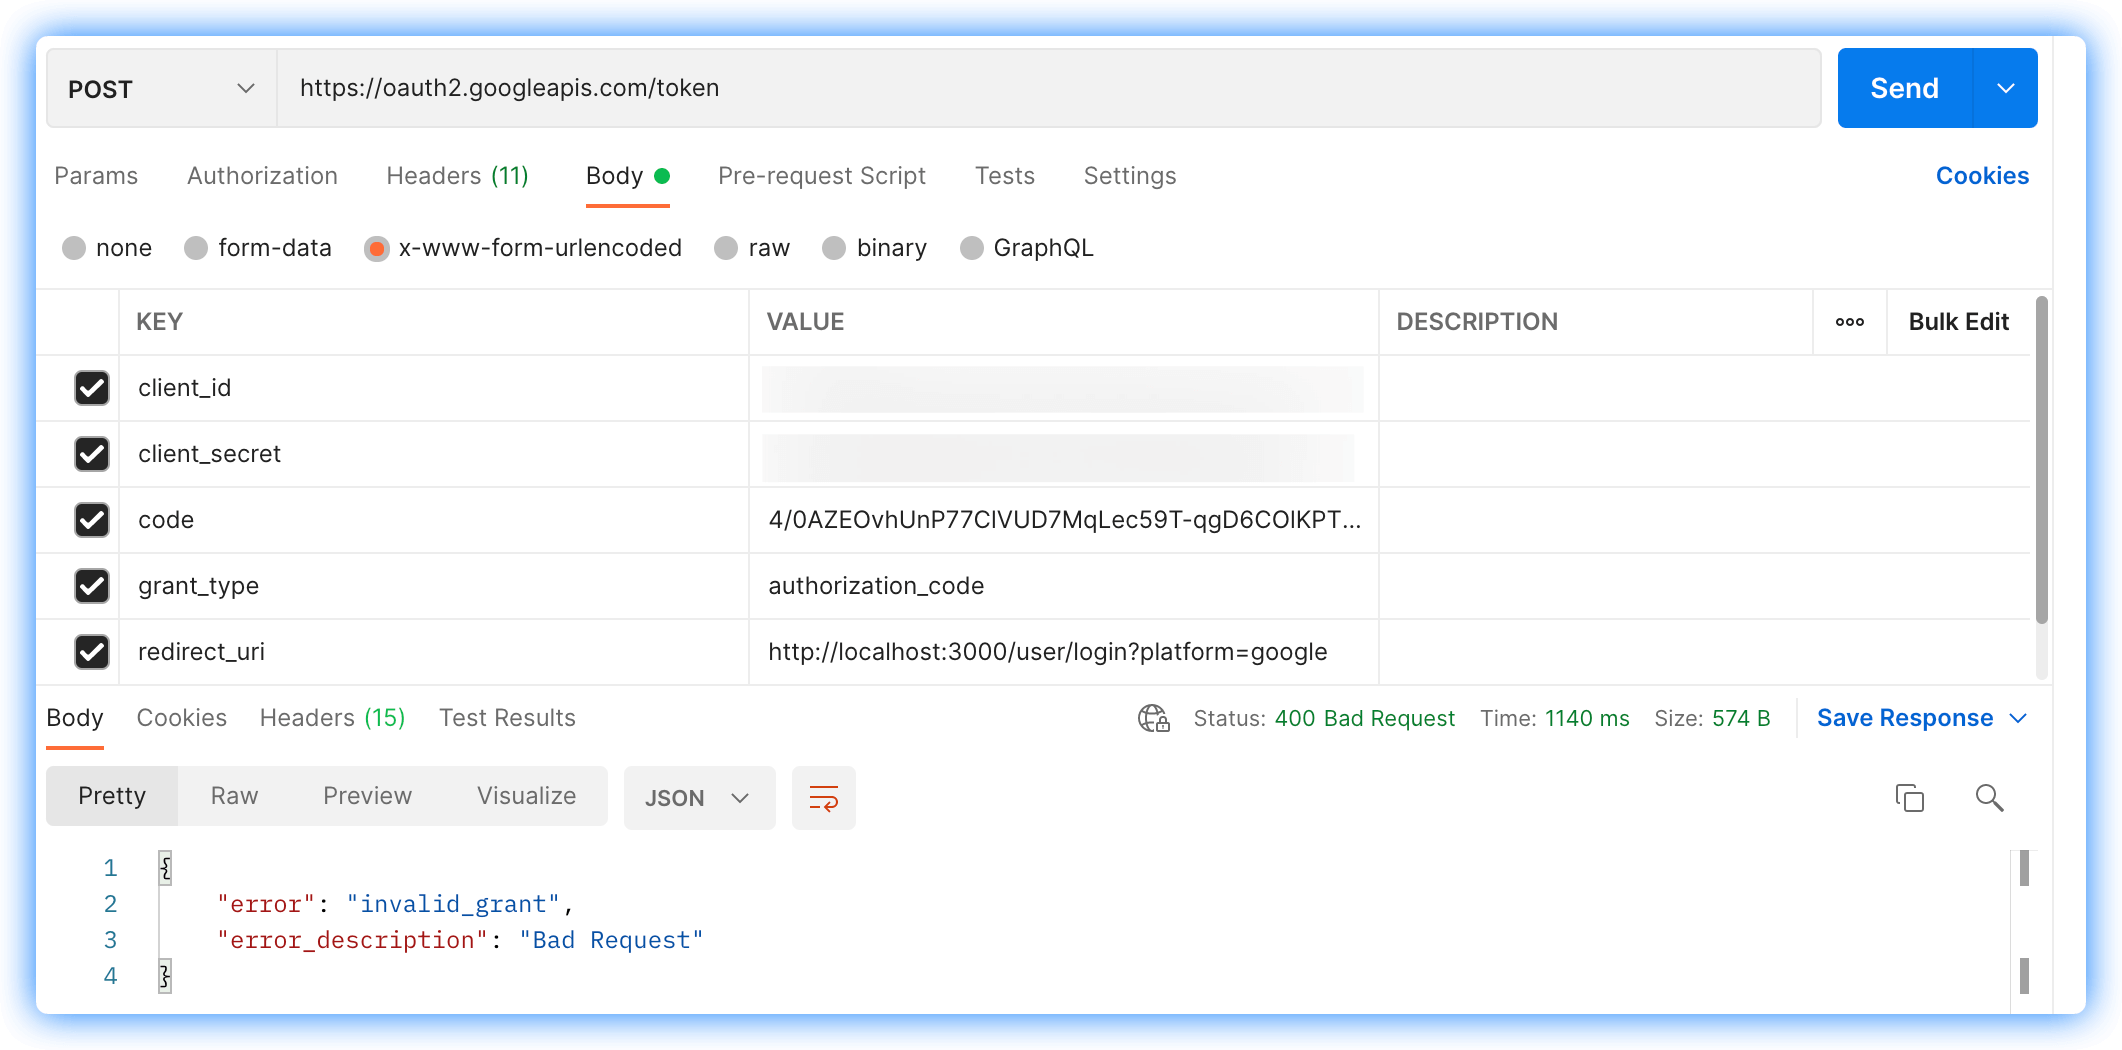 POST https://oauth2.googleapis.com/token Send
Params Authorization Headers (11) Body Pre-request Script Tests Settings Cookies
none form-data x-www-form-urlencoded raw binary GraphQL
KEY VALUE DESCRIPTION ooo Bulk Edit
client_id
client_secret
code 4/0AZEOvhUnP77ClVUD7MqLec59T-qgD6COlKPT...
grant_type authorization_code
redirect_uri http://localhost:3000/user/login?platform=google
Body Cookies Headers (15) Test Results Status: 400 Bad Request Time: 1140 ms Size: 574 B Save Response
Pretty Raw Preview Visualize JSON
1 {
2 "error": "invalid_grant",
3 "error_description": "Bad Request"
4 }